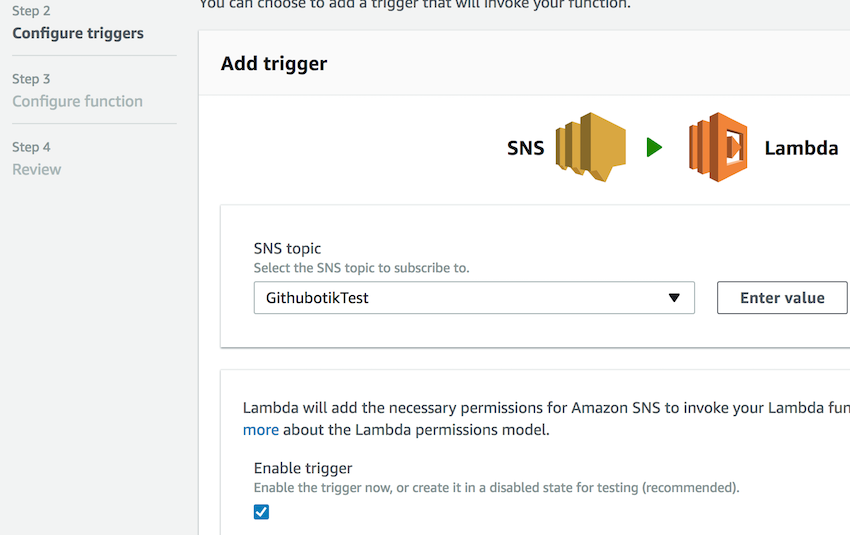 You can choose to add a trigger that will invoke your function.
Step 2
Configure triggers
Step 3
Configure function
Step 4
Review
Add trigger
SNS
Lambda
SNS topic
Select the SNS topic to subscribe to.
GithubotikTest
Enter value
Lambda will add the necessary permissions for Amazon SNS to invoke your Lambda
more about the Lambda permissions model.
Enable trigger
Enable the trigger now, or create it in a disabled state for testing (recommended).